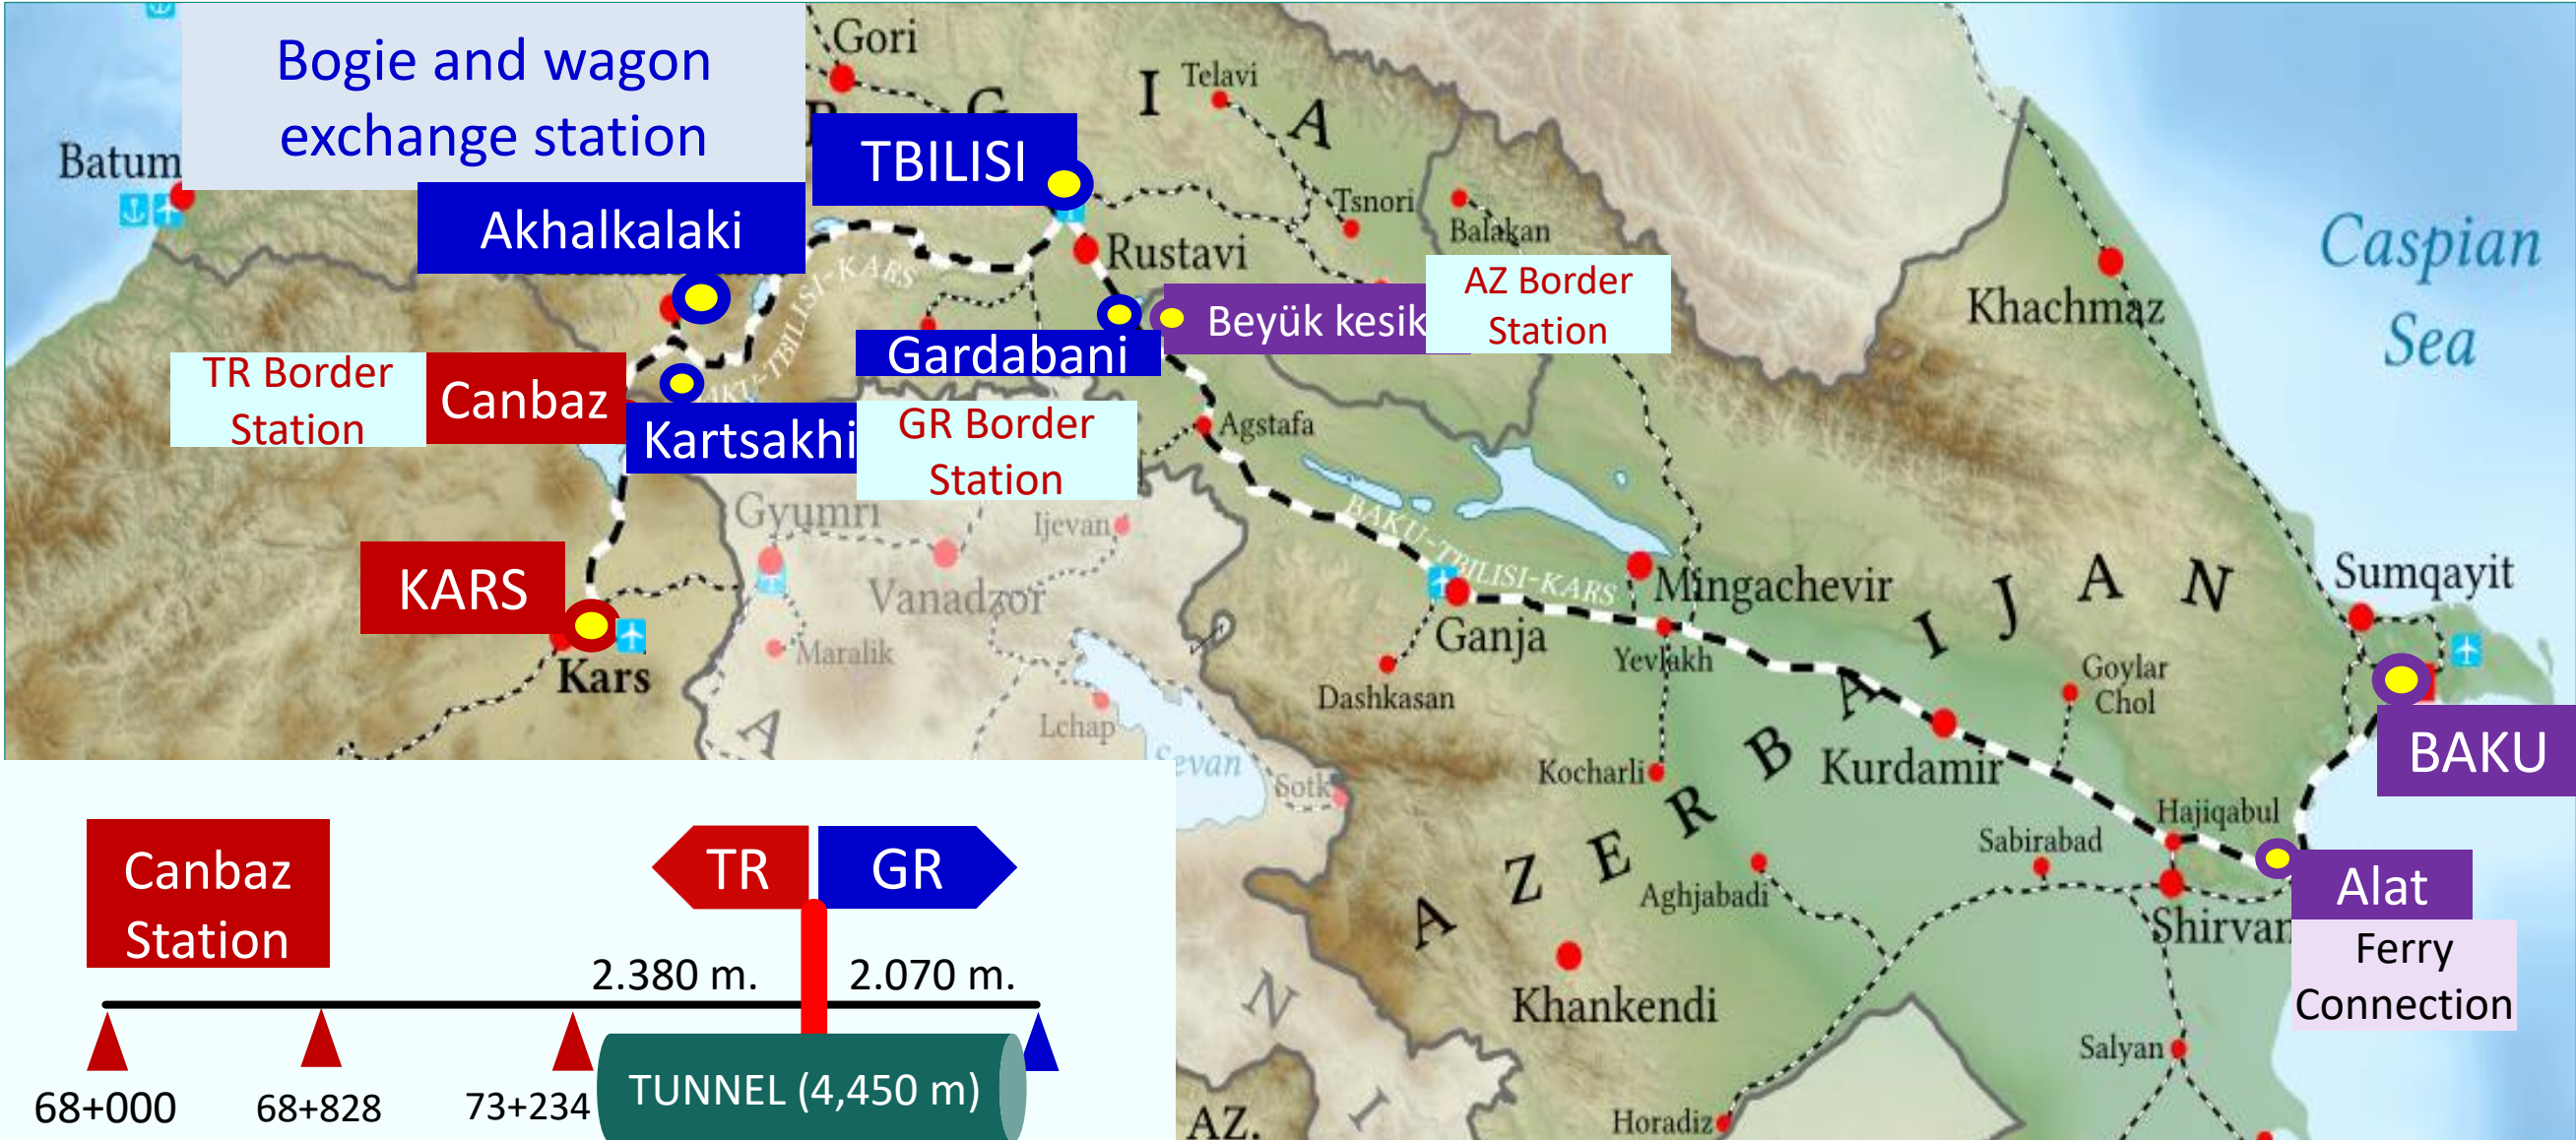 Bogie and wagon
exchange station
Gori
G
I
A
Telavi
TBILISI
Batum
Akhalkalaki
Tsnori
Balakan
Rustavi
Caspian
Sea
Khachmaz
AZ Border
Station
Beyük kesik
Gardabani
BAKU-TBILISI-KARS
TR Border
Station
Canbaz
Kartsakhi
GR Border
Station
Agstafa
Gyumri
Ijevan
Vanadzor
Maralik
Lchap
Sevan
Sotk
A
KARS
Kars
BAKU-TBILISI-KARS
Ganja
Mingachevir
Yevlakh
Dashkasan
Kocharli
Kurdamir
AZERBAIJAN
Goylar
Chol
Sumqayit
BAKU
Hajiqabul
Sabirabad
Aghjabadi
Shirvan
Alat
Ferry
Connection
Khankendi
Salyan
Horadiz
N
I
AZ.
Canbaz
Station
TR
GR
2.380 m.
2.070 m.
68+000
68+828
73+234
TUNNEL (4,450 m)